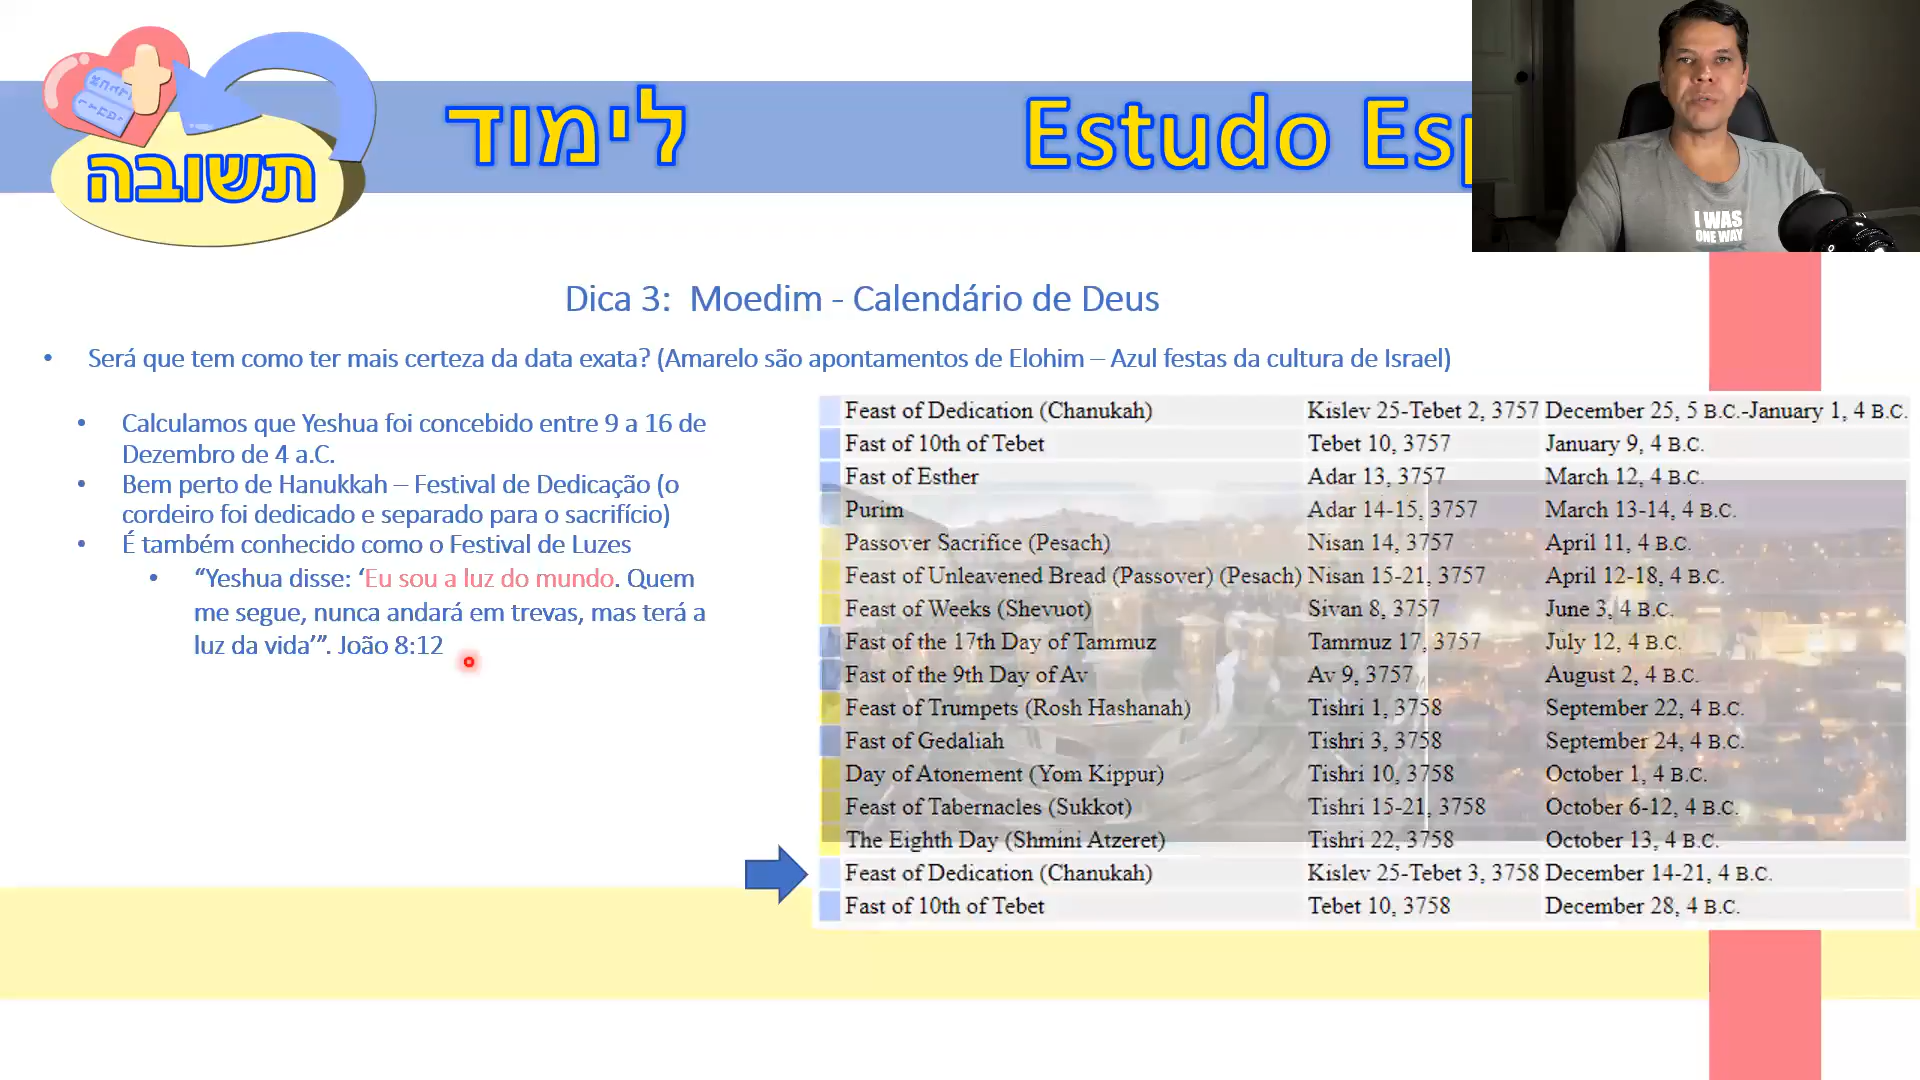 תשובה
לימוד
Estudo Esp
I WAS
ONE WAY
Dica 3: Moedim - Calendário de Deus
• Será que tem como ter mais certeza da data exata? (Amarelo são apontamentos de Elohim – Azul festas da cultura de Israel)
• Calculamos que Yeshua foi concebido entre 9 a 16 de
Dezembro de 4 a.C.
• Bem perto de Hanukkah – Festival de Dedicação (o
cordeiro foi dedicado e separado para o sacrifício)
• É também conhecido como o Festival de Luzes
• “Yeshua disse: ‘Eu sou a luz do mundo. Quem
me segue, nunca andará em trevas, mas terá a
luz da vida’”. João 8:12
Feast of Dedication (Chanukah) Kislev 25-Tebet 2, 3757 December 25, 5 B.C.-January 1, 4 B.C.
Fast of 10th of Tebet Tebet 10, 3757 January 9, 4 B.C.
Fast of Esther Adar 13, 3757 March 12, 4 B.C.
Purim Adar 14-15, 3757 March 13-14, 4 B.C.
Passover Sacrifice (Pesach) Nisan 14, 3757 April 11, 4 B.C.
Feast of Unleavened Bread (Passover) (Pesach) Nisan 15-21, 3757 April 12-18, 4 B.C.
Feast of Weeks (Shevuot) Sivan 8, 3757 June 3, 4 B.C.
Fast of the 17th Day of Tammuz Tammuz 17, 3757 July 12, 4 B.C.
Fast of the 9th Day of Av Av 9, 3757 August 2, 4 B.C.
Feast of Trumpets (Rosh Hashanah) Tishri 1, 3758 September 22, 4 B.C.
Fast of Gedaliah Tishri 3, 3758 September 24, 4 B.C.
Day of Atonement (Yom Kippur) Tishri 10, 3758 October 1, 4 B.C.
Feast of Tabernacles (Sukkot) Tishri 15-21, 3758 October 6-12, 4 B.C.
The Eighth Day (Shmini Atzeret) Tishri 22, 3758 October 13, 4 B.C.
Feast of Dedication (Chanukah) Kislev 25-Tebet 3, 3758 December 14-21, 4 B.C.
Fast of 10th of Tebet Tebet 10, 3758 December 28, 4 B.C.